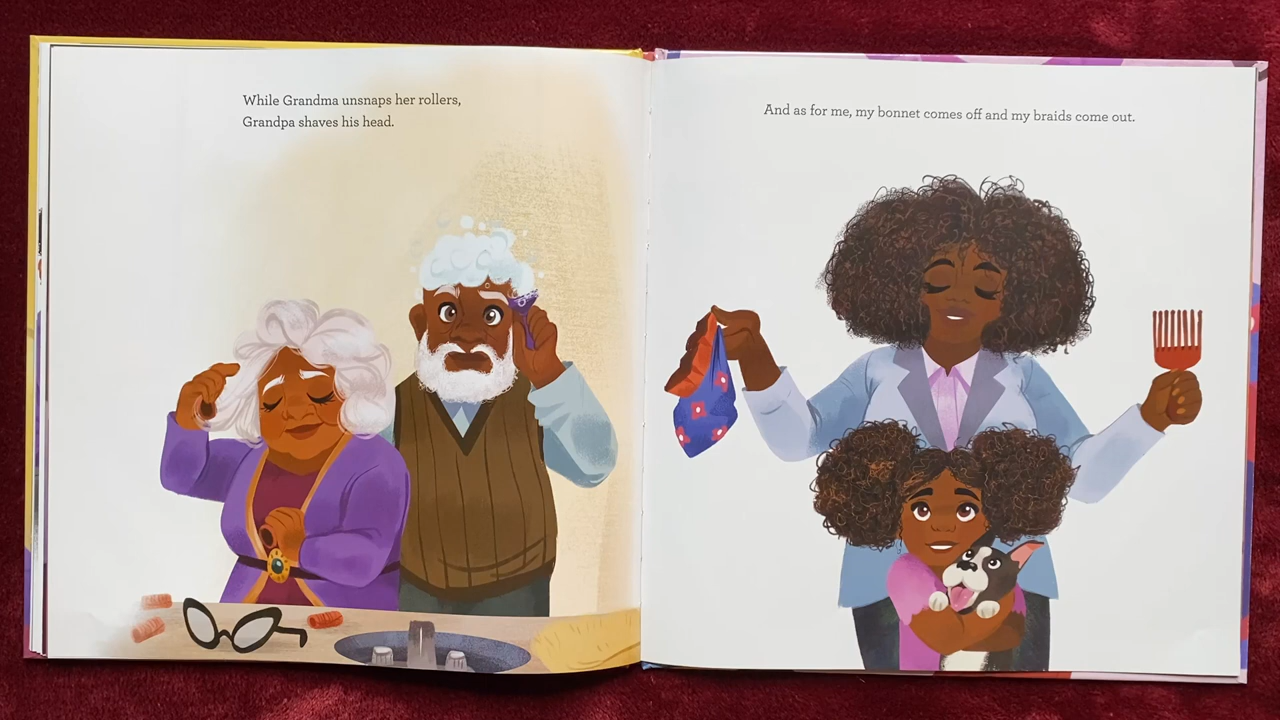 While Grandma unsnaps her rollers,
Grandpa shaves his head.
And as for me, my bonnet comes off and my braids come out.